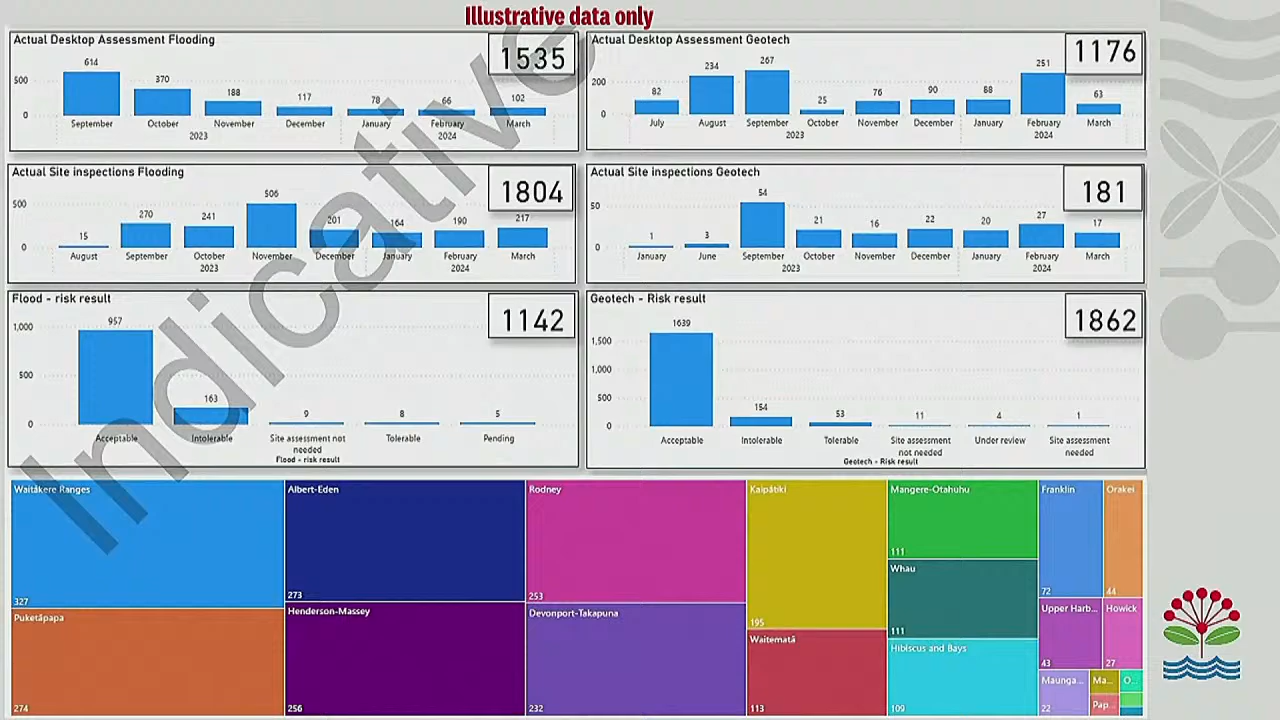 Illustrative data only
Actual Desktop Assessment Flooding
1535
500
0
614
370
188
117
78
66
102
September
October
November
December
January
February
March
2023
2024
Actual Desktop Assessment Geotech
1176
200
0
82
234
267
25
76
90
88
251
63
July
August
September
October
November
December
January
February
March
2023
2024
Actual Site inspections Flooding
1804
500
0
15
270
241
506
201
164
190
217
August
September
October
November
December
January
February
March
2023
2024
Actual Site inspections Geotech
181
50
0
1
3
54
21
16
22
20
27
17
January
June
September
October
November
December
January
February
March
2023
2024
Flood - risk result
1142
1,000
500
0
957
163
9
8
5
Acceptable
Intolerable
Site assessment not
needed
Tolerable
Pending
Flood - risk result
Geotech - Risk result
1862
1,500
1,000
500
0
1639
154
53
11
4
1
Acceptable
Intolerable
Tolerable
Site assessment
not needed
Under review
Site assessment
needed
Geotech - Risk result
Indicative
Waitākere Ranges
327
Puketāpapa
274
Albert-Eden
273
Henderson-Massey
256
Rodney
253
Devonport-Takapuna
232
Kaipātiki
195
Waitematā
113
Mangere-Otahuhu
111
Whau
111
Hibiscus and Bays
109
Franklin
72
Orakei
44
Upper Harb...
43
Howick
27
Maunga...
22
Ma...
Pap...
O...